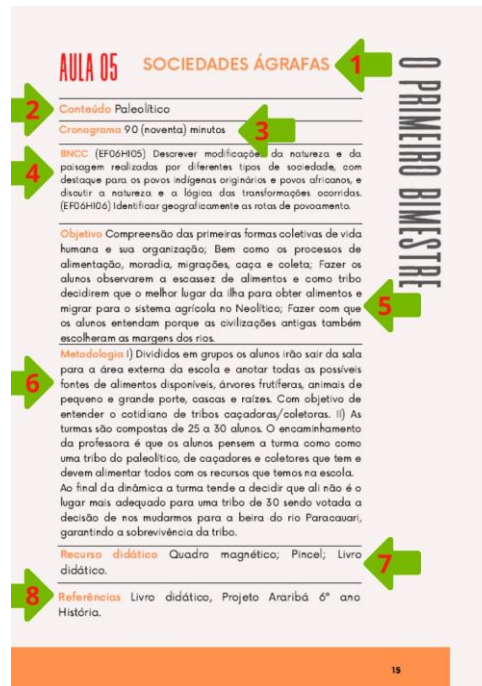 AULA 05
SOCIEDADES ÁGRAFAS
1
O PRIMEIRO BIMESTRE
2
Conteúdo Paleolítico
Cronograma 90 (noventa) minutos
3
BNCC (EF06HI05) Descrever modificações da natureza e da
paisagem realizadas por diferentes tipos de sociedade, com
destaque para os povos indígenas originários e povos africanos, e
discutir a natureza e a lógica das transformações ocorridas.
(EF06HI06) Identificar geograficamente as rotas de povoamento.
4
Objetivo Compreensão das primeiras formas coletivas de vida
humana e sua organização; Bem como os processos de
alimentação, moradia, migrações, caça e coleta; Fazer os
alunos observarem a escassez de alimentos e como tribo
decidirem que o melhor lugar da ilha para obter alimentos e
migrar para o sistema agrícola no Neolítico; Fazer com que
os alunos entendam porque as civilizações antigas também
escolheram as margens dos rios.
5
Metodologia I) Divididos em grupos os alunos irão sair da sala
para a área externa da escola e anotar todas as possíveis
fontes de alimentos disponíveis, árvores frutíferas, animais de
pequeno e grande porte, cascas e raízes. Com objetivo de
entender o cotidiano de tribos caçadoras/coletoras. II) As
turmas são compostas de 25 a 30 alunos. O encaminhamento
da professora é que os alunos pensem a turma como como
uma tribo do paleolítico, de caçadores e coletores que tem e
devem alimentar todos com os recursos que temos na escola.
Ao final da dinâmica a turma tende a decidir que ali não é o
lugar mais adequado para uma tribo de 30 sendo votada a
decisão de nos mudarmos para a beira do rio Paracauari,
garantindo a sobrevivência da tribo.
6
Recurso didático Quadro magnético; Pincel; Livro
didático.
7
8
Referências Livro didático, Projeto Araribá 6° ano
História.
15